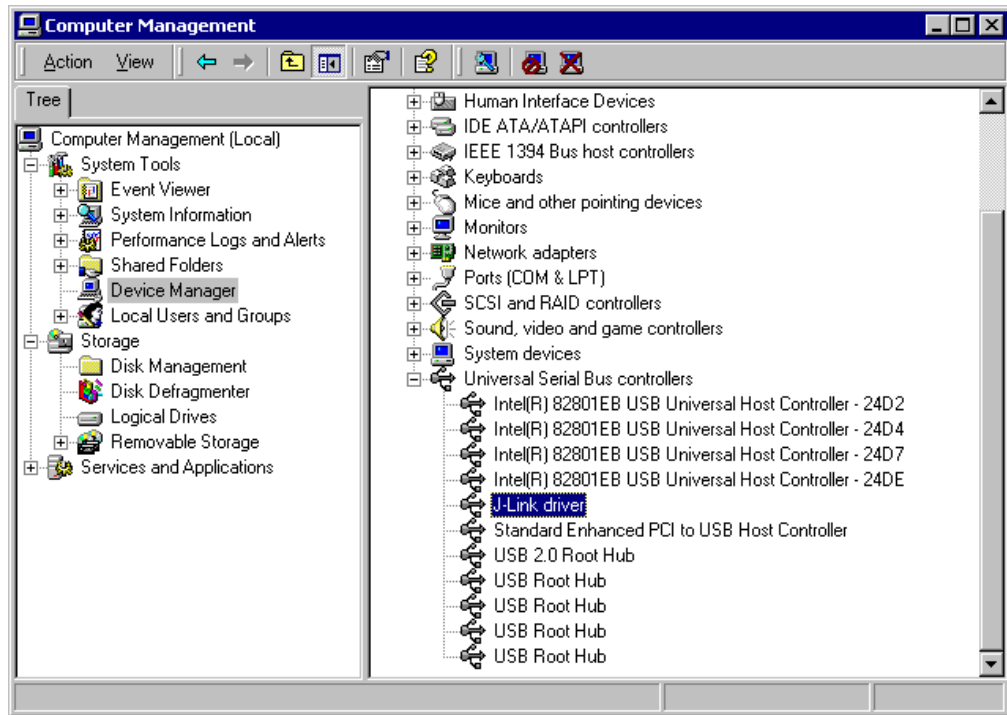 Computer Management
Action View
Tree
Computer Management (Local)
System Tools
Event Viewer
System Information
Performance Logs and Alerts
Shared Folders
Device Manager
Local Users and Groups
Storage
Disk Management
Disk Defragmenter
Logical Drives
Removable Storage
Services and Applications
Human Interface Devices
IDE ATA/ATAPI controllers
IEEE 1394 Bus host controllers
Keyboards
Mice and other pointing devices
Monitors
Network adapters
Ports (COM & LPT)
SCSI and RAID controllers
Sound, video and game controllers
System devices
Universal Serial Bus controllers
Intel(R) 82801EB USB Universal Host Controller - 24D2
Intel(R) 82801EB USB Universal Host Controller - 24D4
Intel(R) 82801EB USB Universal Host Controller - 24D7
Intel(R) 82801EB USB Universal Host Controller - 24DE
J-Link driver
Standard Enhanced PCI to USB Host Controller
USB 2.0 Root Hub
USB Root Hub
USB Root Hub
USB Root Hub
USB Root Hub